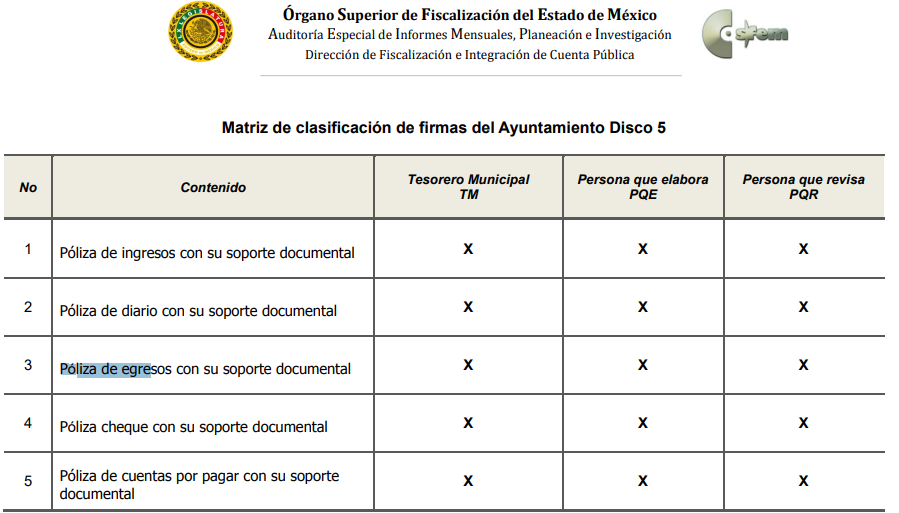 Órgano Superior de Fiscalización del Estado de México
Auditoría Especial de Informes Mensuales, Planeación e Investigación
Dirección de Fiscalización e Integración de Cuenta Pública
osfem
Matriz de clasificación de firmas del Ayuntamiento Disco 5
No Contenido Tesorero Municipal TM Persona que elabora PQE Persona que revisa PQR
1 Póliza de ingresos con su soporte documental X X X
2 Póliza de diario con su soporte documental X X X
3 Póliza de egresos con su soporte documental X X X
4 Póliza cheque con su soporte documental X X X
5 Póliza de cuentas por pagar con su soporte documental X X X